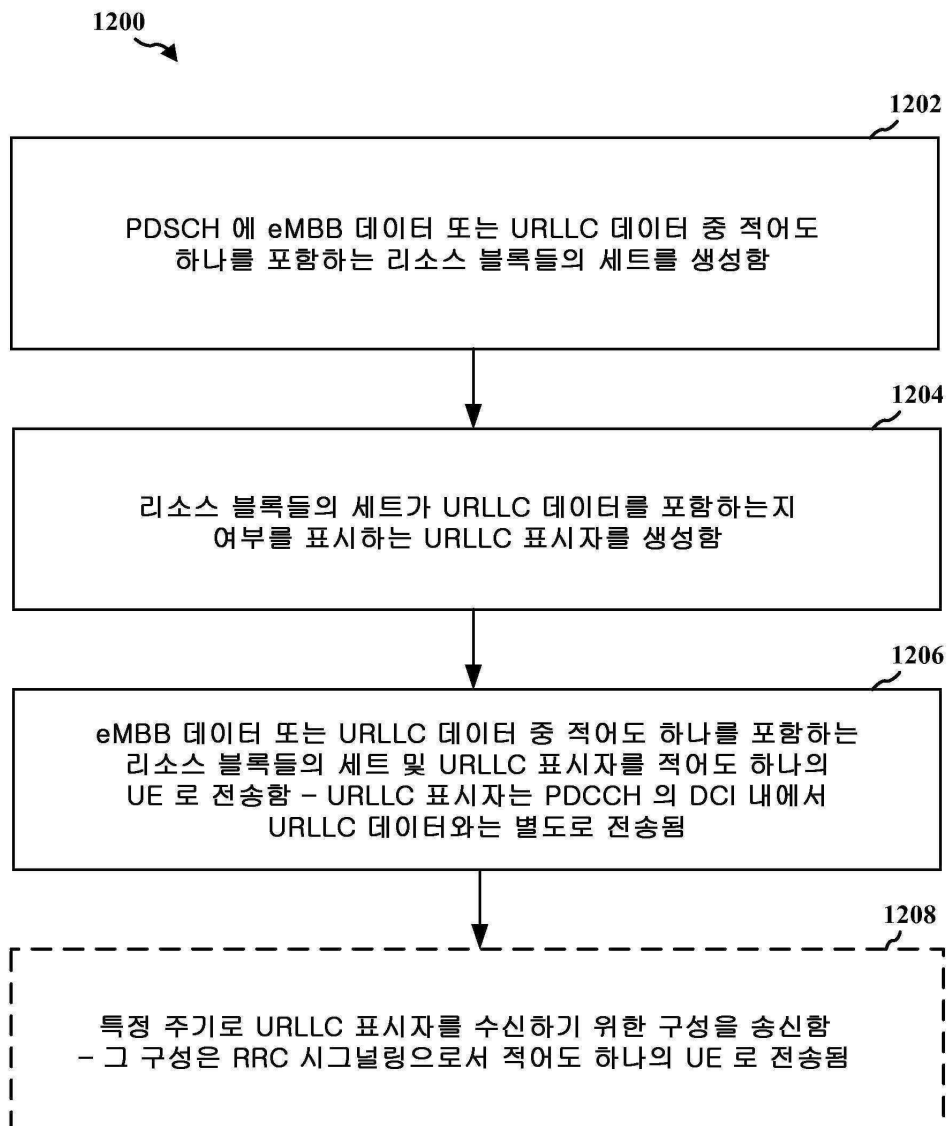 1200
1202
PDSCH 에 eMBB 데이터 또는 URLLC 데이터 중 적어도
하나를 포함하는 리소스 블록들의 세트를 생성함
1204
리소스 블록들의 세트가 URLLC 데이터를 포함하는지
여부를 표시하는 URLLC 표시자를 생성함
1206
eMBB 데이터 또는 URLLC 데이터 중 적어도 하나를 포함하는
리소스 블록들의 세트 및 URLLC 표시자를 적어도 하나의
UE 로 전송함 – URLLC 표시자는 PDCCH 의 DCI 내에서
URLLC 데이터와는 별도로 전송됨
1208
특정 주기로 URLLC 표시자를 수신하기 위한 구성을 송신함
– 그 구성은 RRC 시그널링으로서 적어도 하나의 UE 로 전송됨